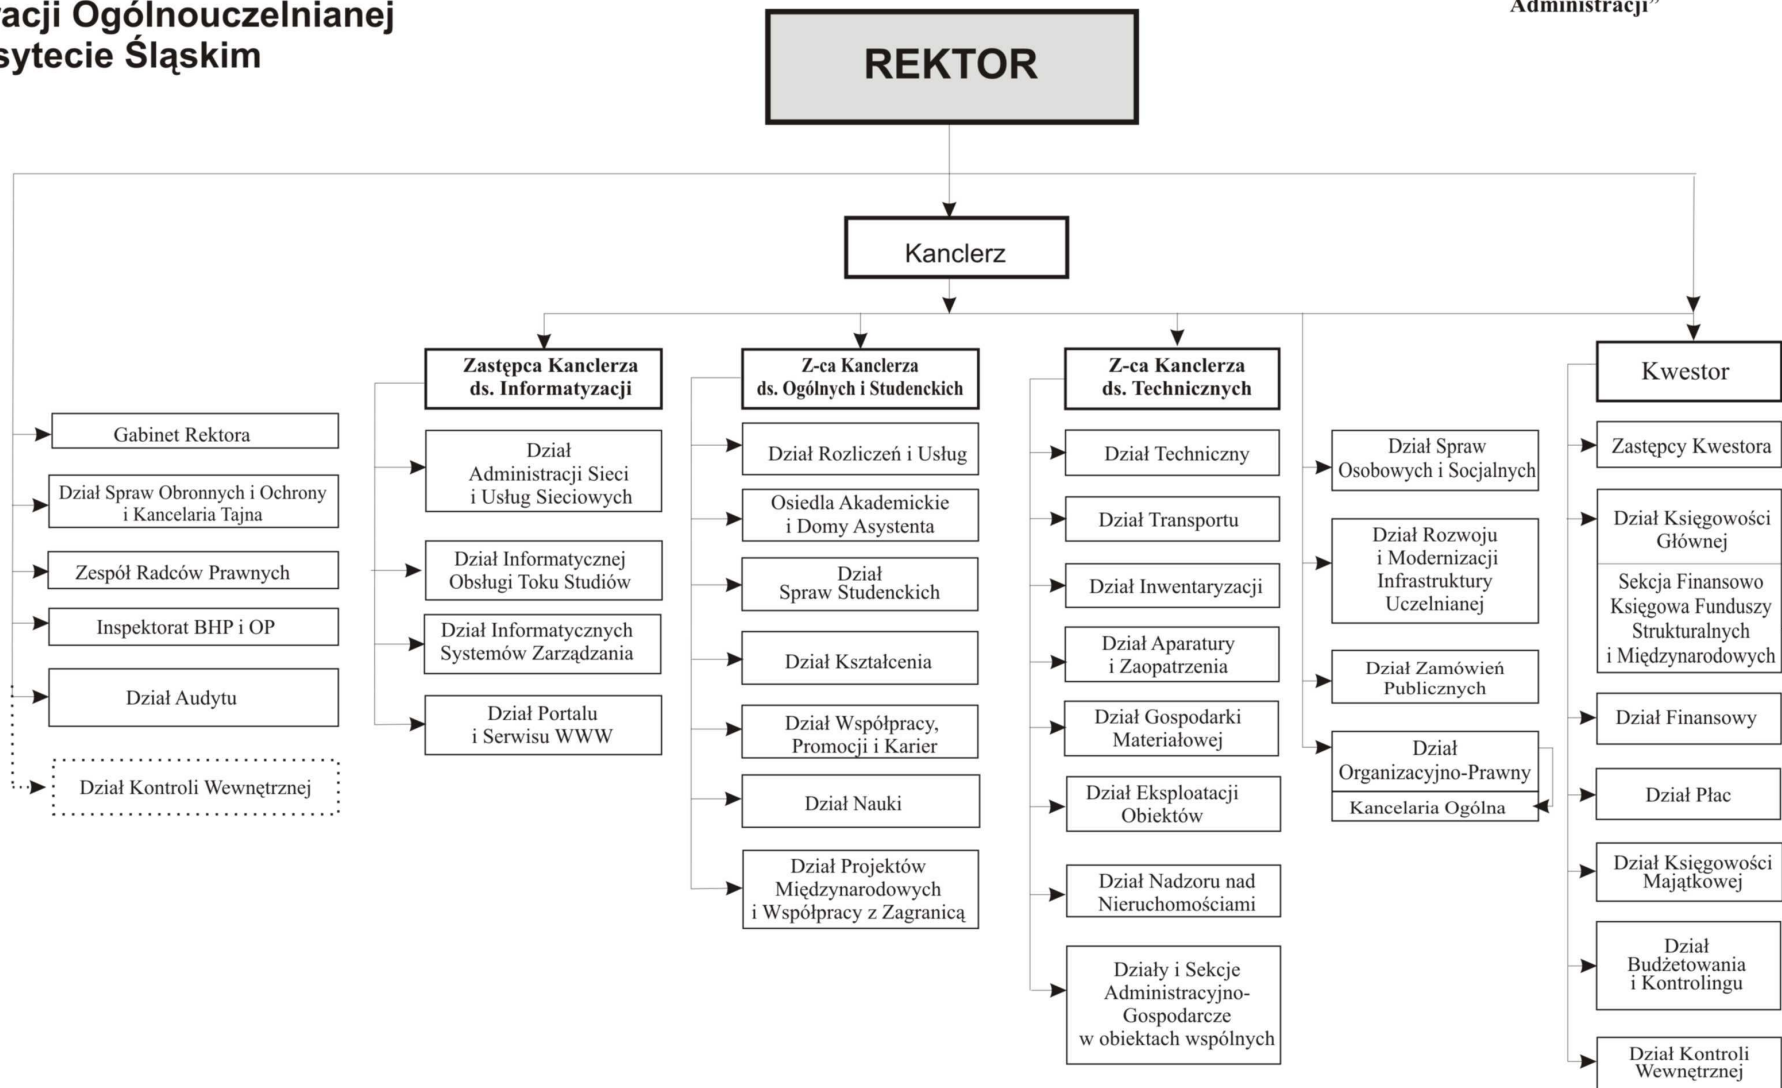 acji Ogólnouczelnianej
sytecie Śląskim
Administracji”
REKTOR
Kanclerz
Gabinet Rektora
Dział Spraw Obronnych i Ochrony
i Kancelaria Tajna
Zespół Radców Prawnych
Inspektorat BHP i OP
Dział Audytu
Dział Kontroli Wewnętrznej
Zastępca Kanclerza
ds. Informatyzacji
Dział
Administracji Sieci
i Usług Sieciowych
Dział Informatycznej
Obsługi Toku Studiów
Dział Informatycznych
Systemów Zarządzania
Dział Portalu
i Serwisu WWW
Z-ca Kanclerza
ds. Ogólnych i Studenckich
Dział Rozliczeń i Usług
Osiedla Akademickie
i Domy Asystenta
Dział
Spraw Studenckich
Dział Kształcenia
Dział Współpracy,
Promocji i Karier
Dział Nauki
Dział Projektów
Międzynarodowych
i Współpracy z Zagranicą
Z-ca Kanclerza
ds. Technicznych
Dział Techniczny
Dział Transportu
Dział Inwentaryzacji
Dział Aparatury
i Zaopatrzenia
Dział Gospodarki
Materiałowej
Dział Eksploatacji
Obiektów
Dział Nadzoru nad
Nieruchomościami
Działy i Sekcje
Administracyjno-
Gospodarcze
w obiektach wspólnych
Dział Spraw
Osobowych i Socjalnych
Dział Rozwoju
i Modernizacji
Infrastruktury
Uczelnianej
Dział Zamówień
Publicznych
Dział
Organizacyjno-Prawny
Kancelaria Ogólna
Kwestor
Zastępcy Kwestora
Dział Księgowości
Głównej
Sekcja Finansowo
Księgowa Funduszy
Strukturalnych
i Międzynarodowych
Dział Finansowy
Dział Płac
Dział Księgowości
Majątkowej
Dział
Budżetowania
i Kontrolingu
Dział Kontroli
Wewnętrznej